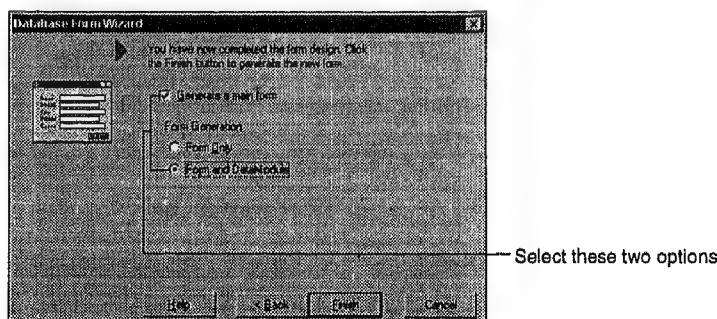 Database Form Wizard
You have now completed the form design. Click
the Finish button to generate the new form.
Generate a main form
Form Generation
Form Only
Form and DataModule
Select these two options
Help
< Back
Finish
Cancel